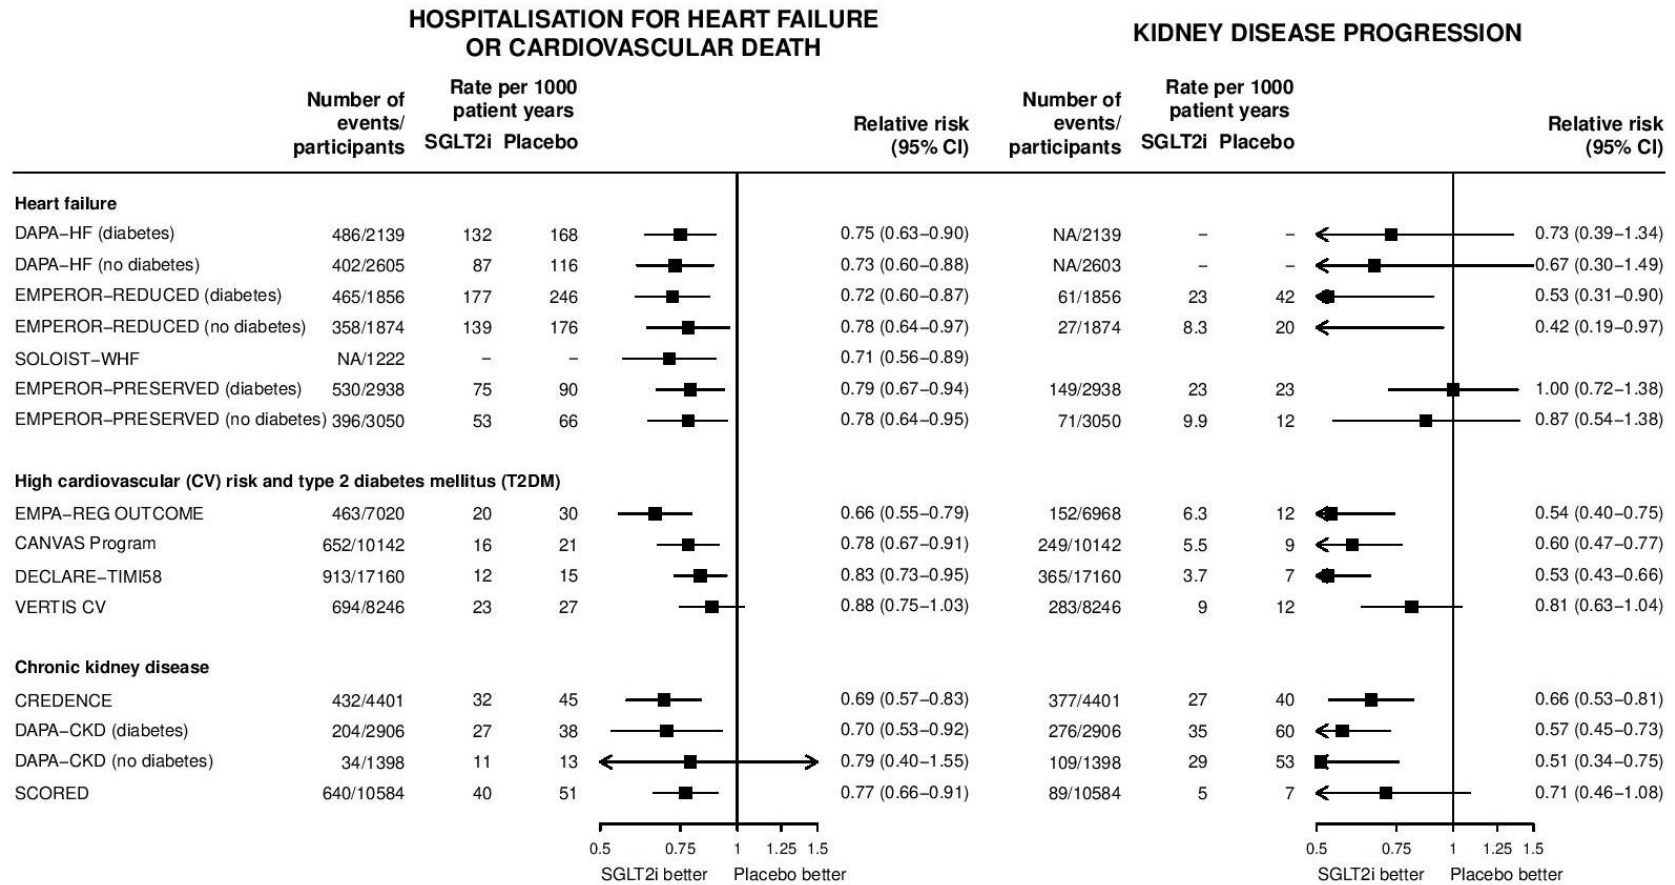 HOSPITALISATION FOR HEART FAILURE
OR CARDIOVASCULAR DEATH
KIDNEY DISEASE PROGRESSION
Number of
events/
participants
Rate per 1000
patient years
SGLT2i Placebo
Relative risk
(95% CI)
Number of
events/
participants
Rate per 1000
patient years
SGLT2i Placebo
Relative risk
(95% CI)
Heart failure
DAPA−HF (diabetes) 486/2139 132 168 0.75 (0.63−0.90) NA/2139 − − 0.73 (0.39−1.34)
DAPA−HF (no diabetes) 402/2605 87 116 0.73 (0.60−0.88) NA/2603 − − 0.67 (0.30−1.49)
EMPEROR−REDUCED (diabetes) 465/1856 177 246 0.72 (0.60−0.87) 61/1856 23 42 0.53 (0.31−0.90)
EMPEROR−REDUCED (no diabetes) 358/1874 139 176 0.78 (0.64−0.97) 27/1874 8.3 20 0.42 (0.19−0.97)
SOLOIST−WHF NA/1222 − − 0.71 (0.56−0.89)
EMPEROR−PRESERVED (diabetes) 530/2938 75 90 0.79 (0.67−0.94) 149/2938 23 23 1.00 (0.72−1.38)
EMPEROR−PRESERVED (no diabetes) 396/3050 53 66 0.78 (0.64−0.95) 71/3050 9.9 12 0.87 (0.54−1.38)
High cardiovascular (CV) risk and type 2 diabetes mellitus (T2DM)
EMPA−REG OUTCOME 463/7020 20 30 0.66 (0.55−0.79) 152/6968 6.3 12 0.54 (0.40−0.75)
CANVAS Program 652/10142 16 21 0.78 (0.67−0.91) 249/10142 5.5 9 0.60 (0.47−0.77)
DECLARE−TIMI58 913/17160 12 15 0.83 (0.73−0.95) 365/17160 3.7 7 0.53 (0.43−0.66)
VERTIS CV 694/8246 23 27 0.88 (0.75−1.03) 283/8246 9 12 0.81 (0.63−1.04)
Chronic kidney disease
CREDENCE 432/4401 32 45 0.69 (0.57−0.83) 377/4401 27 40 0.66 (0.53−0.81)
DAPA−CKD (diabetes) 204/2906 27 38 0.70 (0.53−0.92) 276/2906 35 60 0.57 (0.45−0.73)
DAPA−CKD (no diabetes) 34/1398 11 13 0.79 (0.40−1.55) 109/1398 29 53 0.51 (0.34−0.75)
SCORED 640/10584 40 51 0.77 (0.66−0.91) 89/10584 5 7 0.71 (0.46−1.08)
0.5 0.75 1 1.25 1.5 0.5 0.75 1 1.25 1.5
SGLT2i better Placebo better SGLT2i better Placebo better